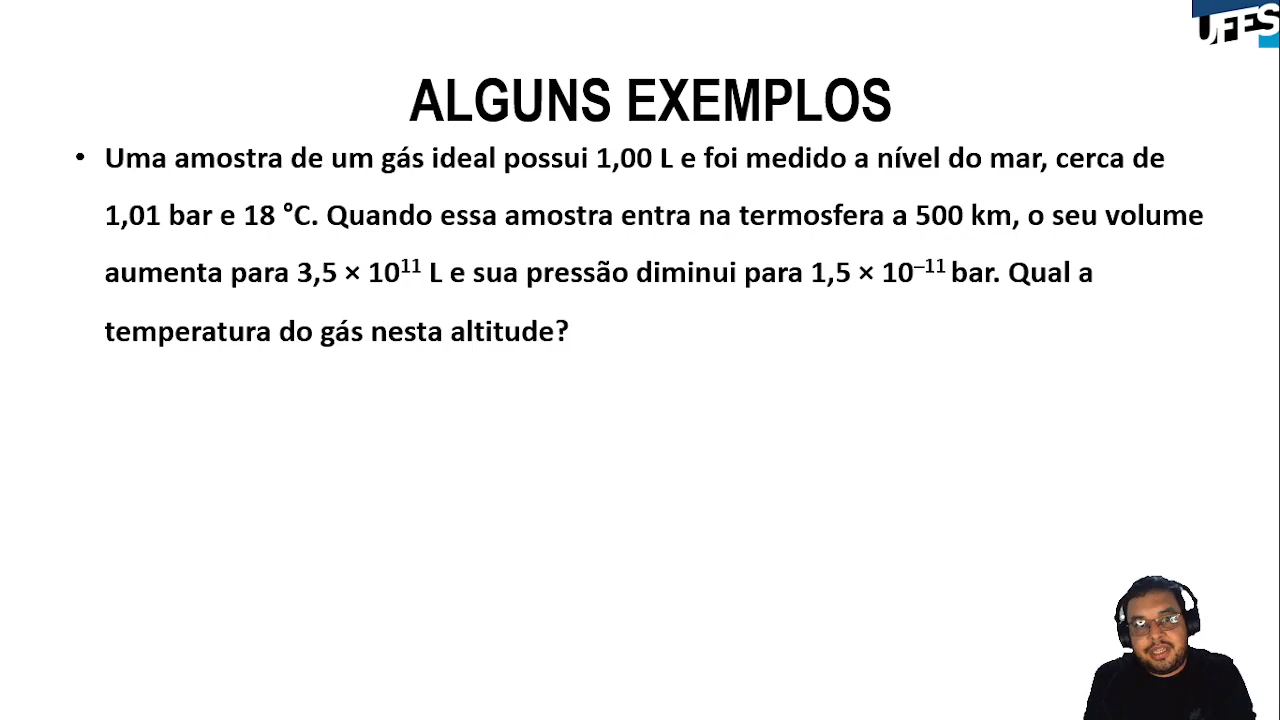 UFES
ALGUNS EXEMPLOS
• Uma amostra de um gás ideal possui 1,00 L e foi medido a nível do mar, cerca de
1,01 bar e 18 °C. Quando essa amostra entra na termosfera a 500 km, o seu volume
aumenta para 3,5 × 10¹¹ L e sua pressão diminui para 1,5 × 10⁻¹¹ bar. Qual a
temperatura do gás nesta altitude?